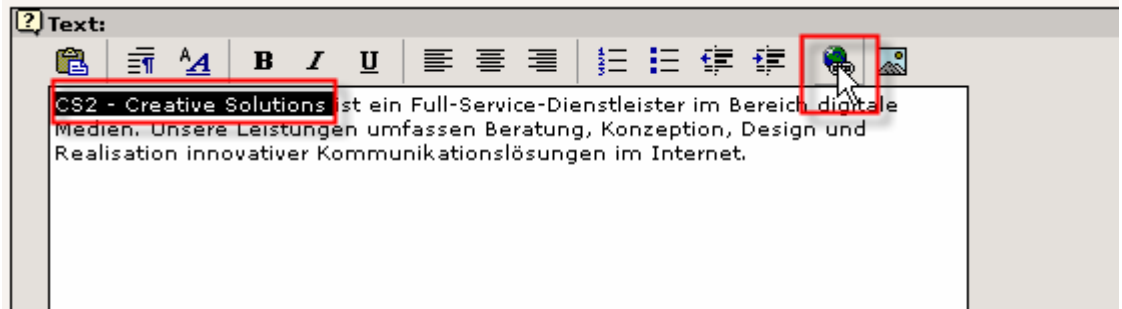 Text:
B I U
CS2 - Creative Solutions ist ein Full-Service-Dienstleister im Bereich digitale
Medien. Unsere Leistungen umfassen Beratung, Konzeption, Design und
Realisation innovativer Kommunikationslösungen im Internet.